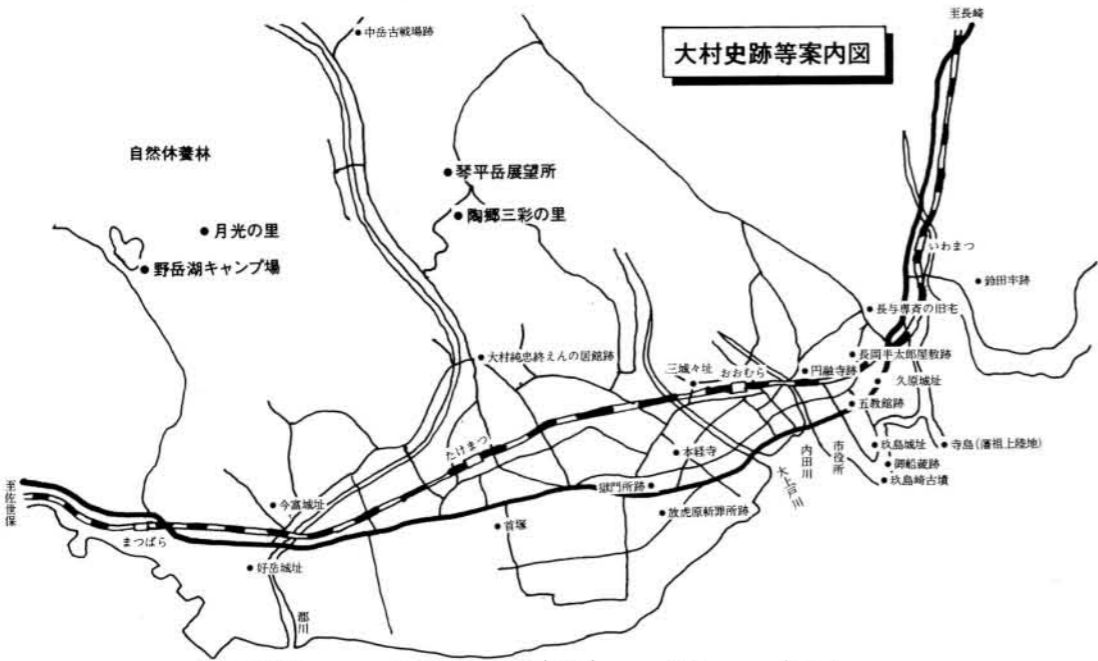 大村史跡等案内図
至長崎
中岳古戦場跡
自然休養林
琴平岳展望所
陶郷三彩の里
月光の里
野岳湖キャンプ場
いわまつ
鈴田牢跡
長与専斎の旧宅
大村純忠終えんの居館跡
長岡半太郎屋敷跡
三城々址
おおむら
円融寺跡
久原城址
五教館跡
たけまつ
本経寺
内田川
市役所
玖島城址
寺島(藩祖上陸地)
御船蔵跡
玖島崎古墳
大上戸川
獄門所跡
放虎原斬罪所跡
至佐世保
今富城址
首塚
まつばら
好岳城址
郡川